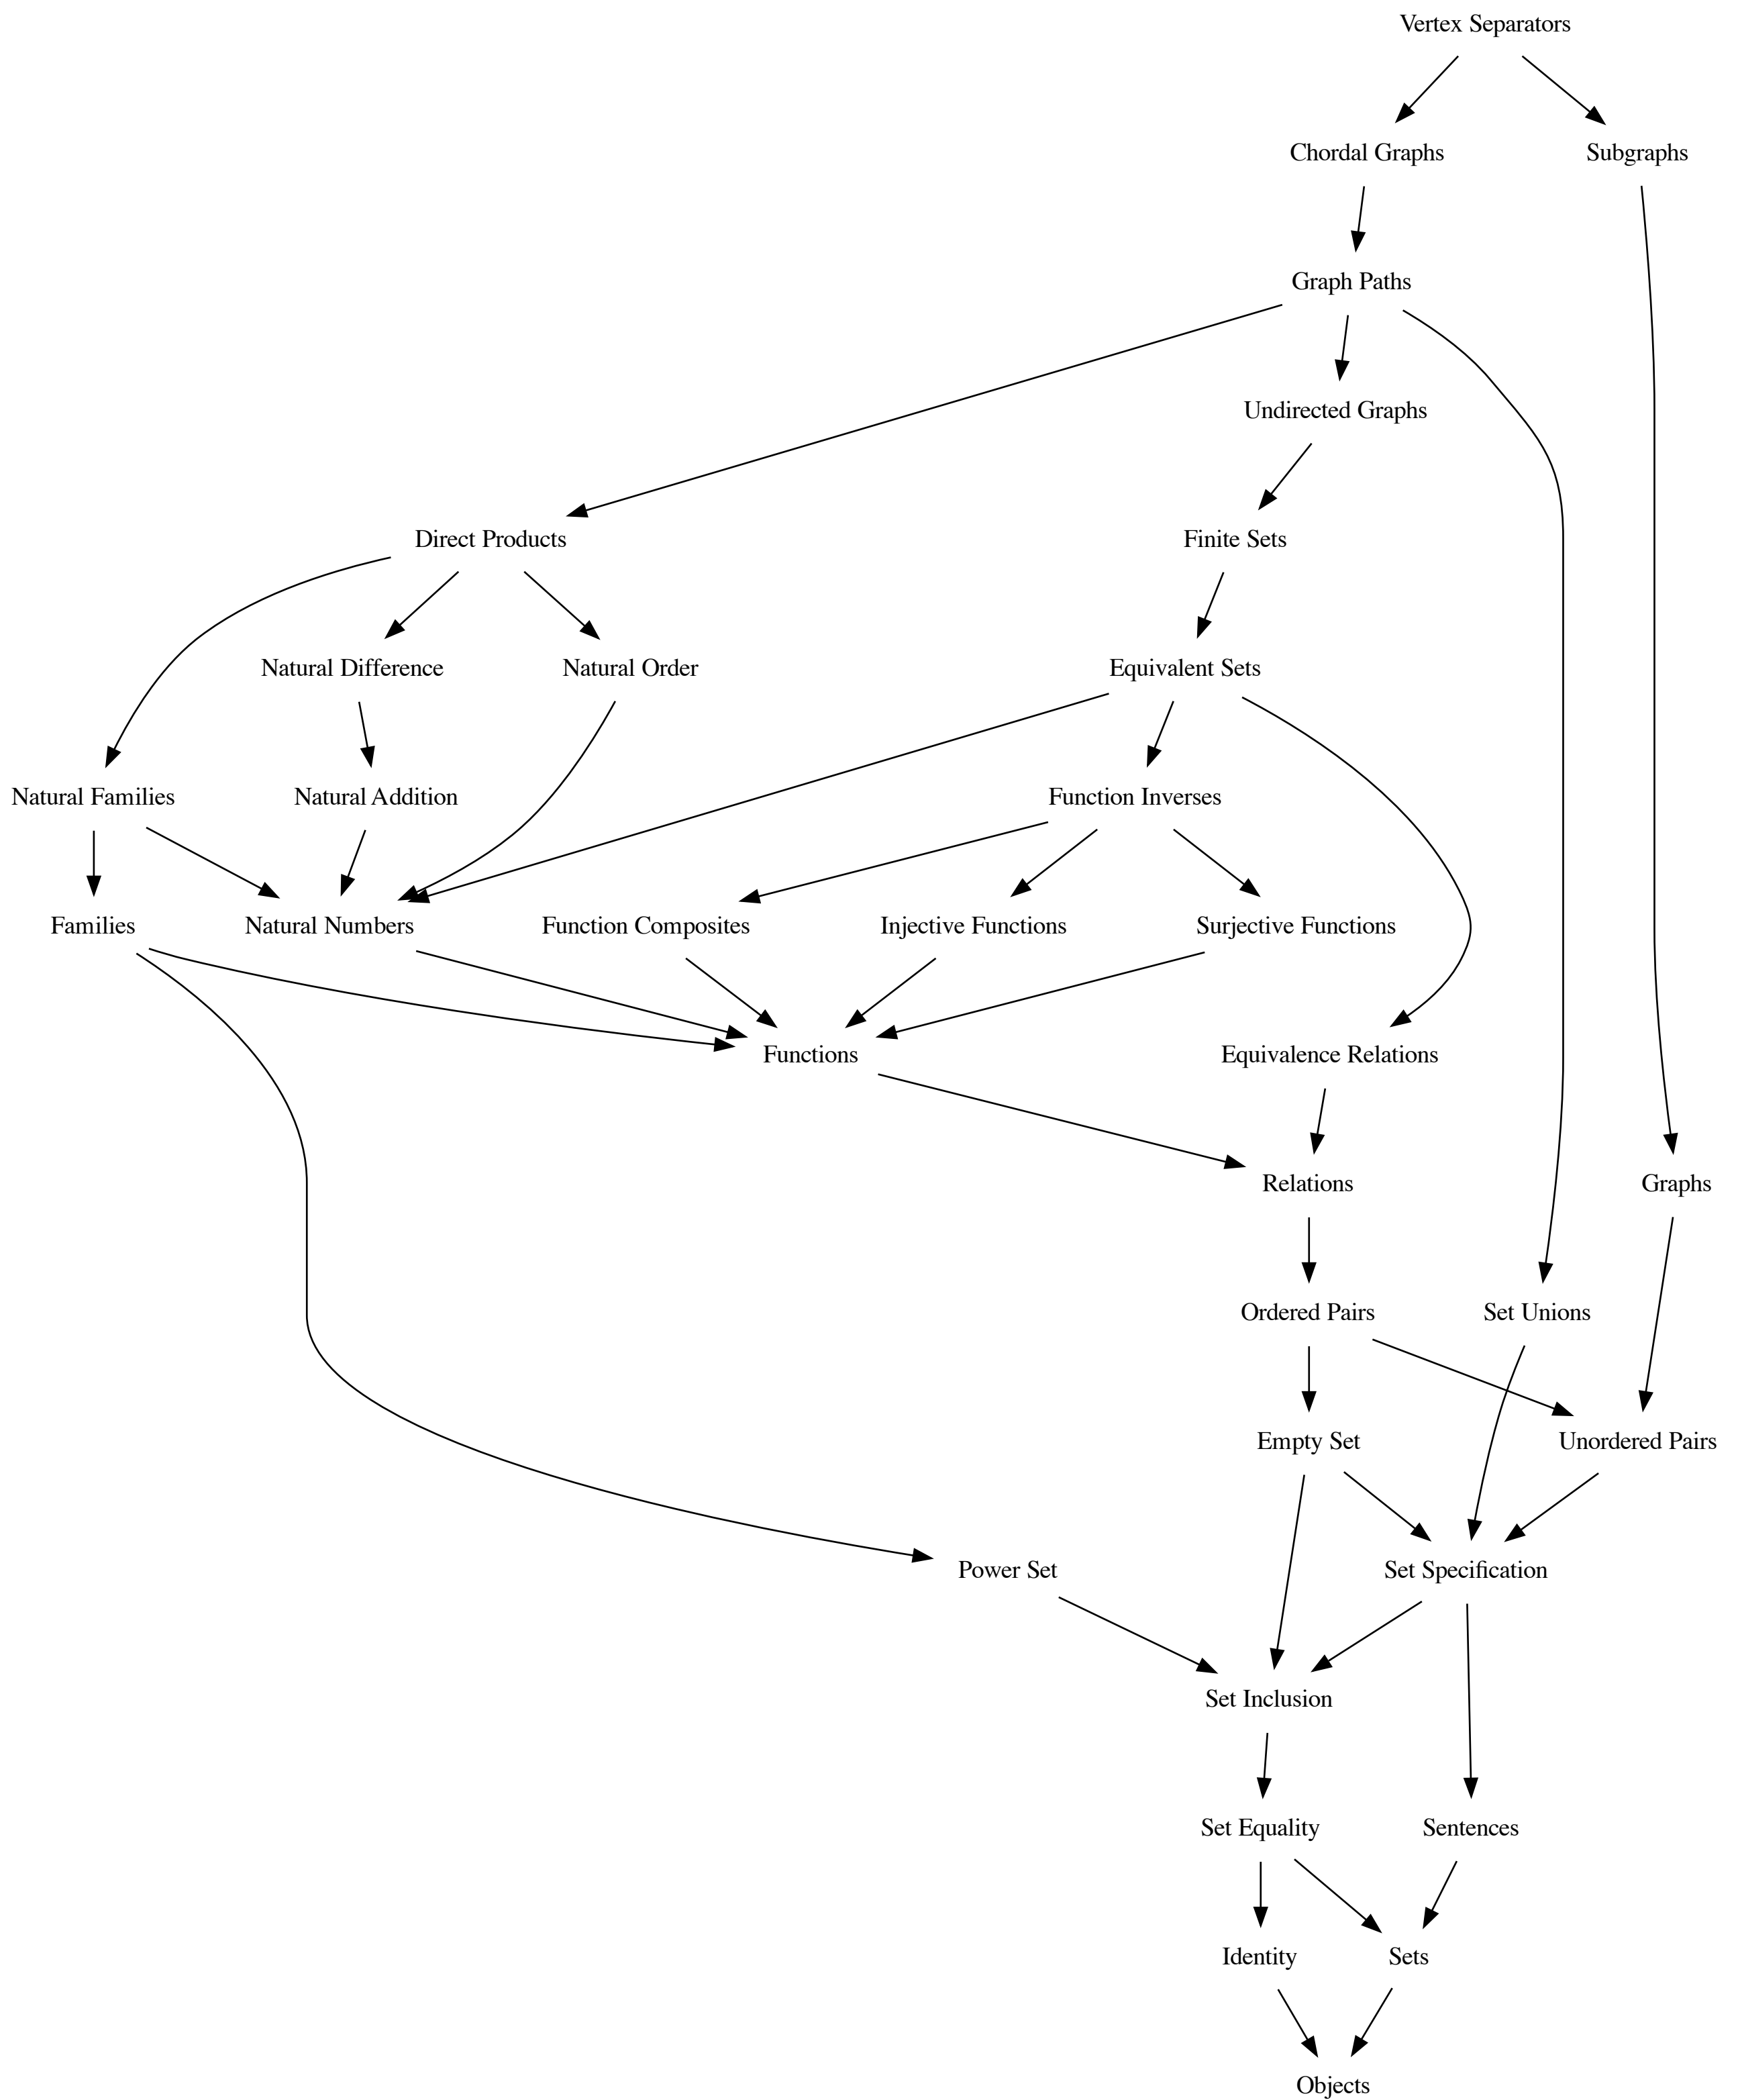 Vertex Separators
Chordal Graphs
Subgraphs
Graph Paths
Undirected Graphs
Direct Products
Finite Sets
Natural Difference
Natural Order
Equivalent Sets
Natural Families
Natural Addition
Function Inverses
Families
Natural Numbers
Function Composites
Injective Functions
Surjective Functions
Functions
Equivalence Relations
Relations
Graphs
Ordered Pairs
Set Unions
Empty Set
Unordered Pairs
Power Set
Set Specification
Set Inclusion
Set Equality
Sentences
Identity
Sets
Objects